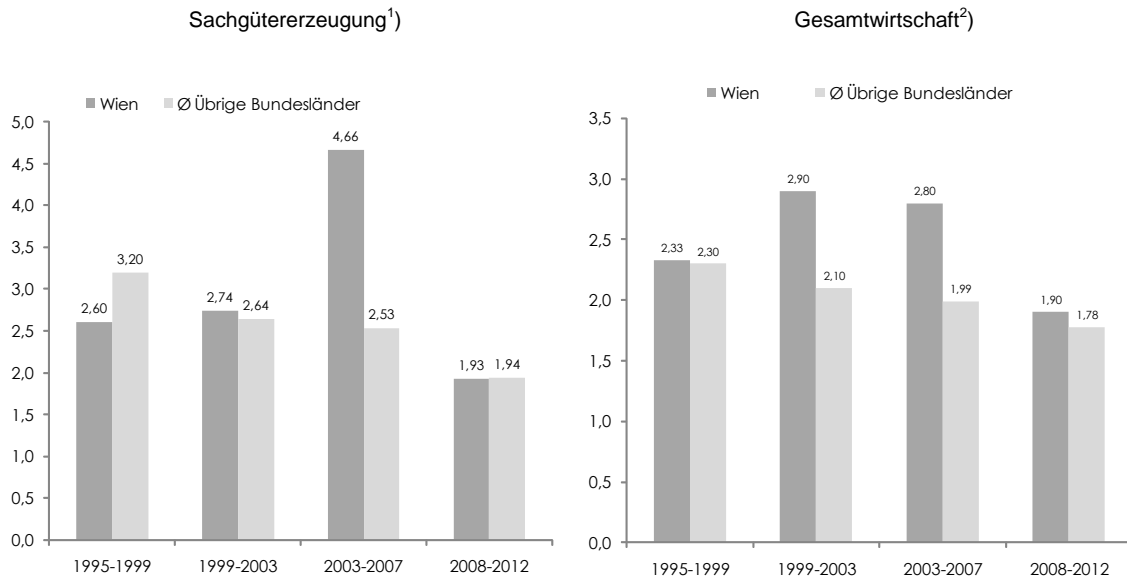 Sachgütererzeugung¹)
Wien Ø Übrige Bundesländer
5,0
4,5
4,0
3,5
3,0
2,5
2,0
1,5
1,0
0,5
0,0
2,60 3,20 2,74 2,64 4,66 2,53 1,93 1,94
1995-1999 1999-2003 2003-2007 2008-2012
Gesamtwirtschaft²)
Wien Ø Übrige Bundesländer
3,5
3,0
2,5
2,0
1,5
1,0
0,5
0,0
2,33 2,30 2,90 2,10 2,80 1,99 1,90 1,78
1995-1999 1999-2003 2003-2007 2008-2012